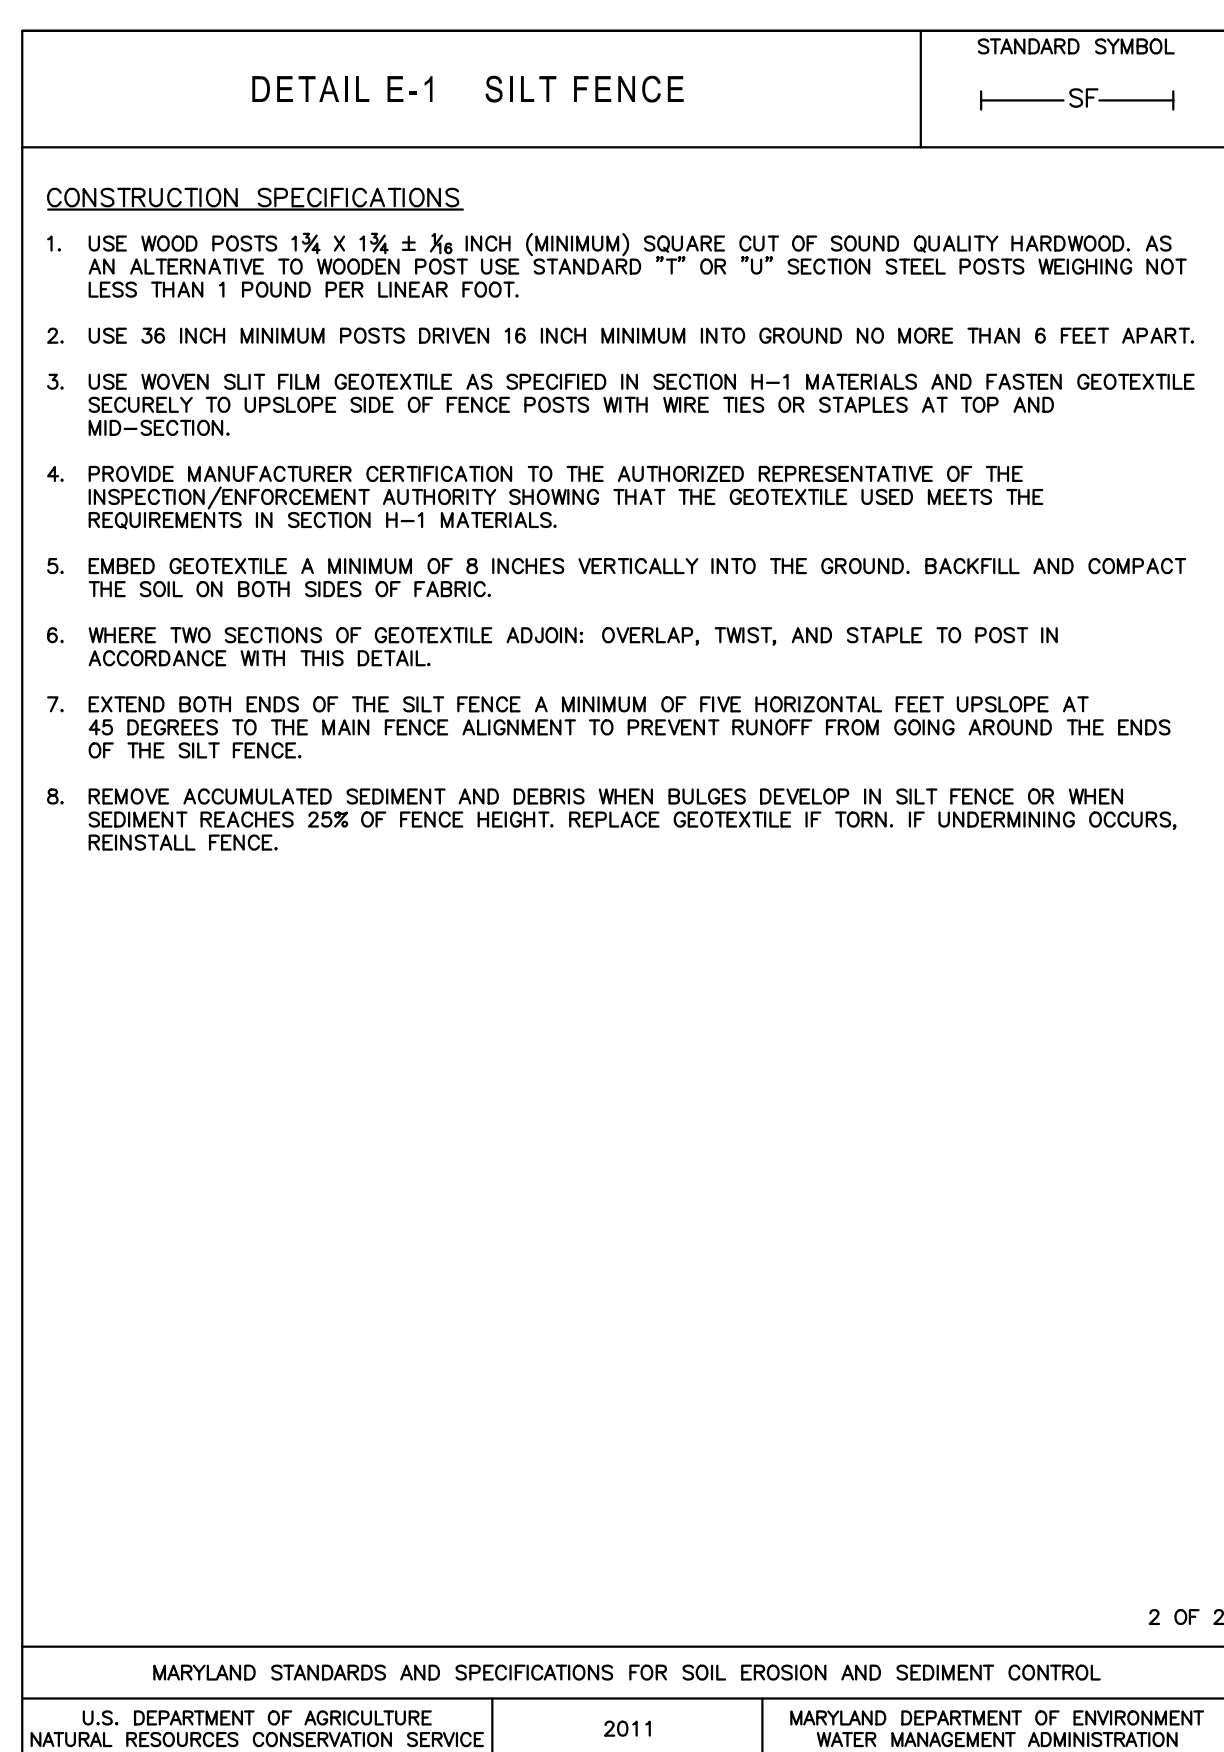 DETAIL E-1 SILT FENCE
STANDARD SYMBOL
SF
CONSTRUCTION SPECIFICATIONS
1. USE WOOD POSTS 1¾ X 1¾ ± 1⁄16 INCH (MINIMUM) SQUARE CUT OF SOUND QUALITY HARDWOOD. AS
AN ALTERNATIVE TO WOODEN POST USE STANDARD "T" OR "U" SECTION STEEL POSTS WEIGHING NOT
LESS THAN 1 POUND PER LINEAR FOOT.
2. USE 36 INCH MINIMUM POSTS DRIVEN 16 INCH MINIMUM INTO GROUND NO MORE THAN 6 FEET APART.
3. USE WOVEN SLIT FILM GEOTEXTILE AS SPECIFIED IN SECTION H-1 MATERIALS AND FASTEN GEOTEXTILE
SECURELY TO UPSLOPE SIDE OF FENCE POSTS WITH WIRE TIES OR STAPLES AT TOP AND
MID-SECTION.
4. PROVIDE MANUFACTURER CERTIFICATION TO THE AUTHORIZED REPRESENTATIVE OF THE
INSPECTION/ENFORCEMENT AUTHORITY SHOWING THAT THE GEOTEXTILE USED MEETS THE
REQUIREMENTS IN SECTION H-1 MATERIALS.
5. EMBED GEOTEXTILE A MINIMUM OF 8 INCHES VERTICALLY INTO THE GROUND. BACKFILL AND COMPACT
THE SOIL ON BOTH SIDES OF FABRIC.
6. WHERE TWO SECTIONS OF GEOTEXTILE ADJOIN: OVERLAP, TWIST, AND STAPLE TO POST IN
ACCORDANCE WITH THIS DETAIL.
7. EXTEND BOTH ENDS OF THE SILT FENCE A MINIMUM OF FIVE HORIZONTAL FEET UPSLOPE AT
45 DEGREES TO THE MAIN FENCE ALIGNMENT TO PREVENT RUNOFF FROM GOING AROUND THE ENDS
OF THE SILT FENCE.
8. REMOVE ACCUMULATED SEDIMENT AND DEBRIS WHEN BULGES DEVELOP IN SILT FENCE OR WHEN
SEDIMENT REACHES 25% OF FENCE HEIGHT. REPLACE GEOTEXTILE IF TORN. IF UNDERMINING OCCURS,
REINSTALL FENCE.
2 OF 2
MARYLAND STANDARDS AND SPECIFICATIONS FOR SOIL EROSION AND SEDIMENT CONTROL
U.S. DEPARTMENT OF AGRICULTURE
NATURAL RESOURCES CONSERVATION SERVICE
2011
MARYLAND DEPARTMENT OF ENVIRONMENT
WATER MANAGEMENT ADMINISTRATION